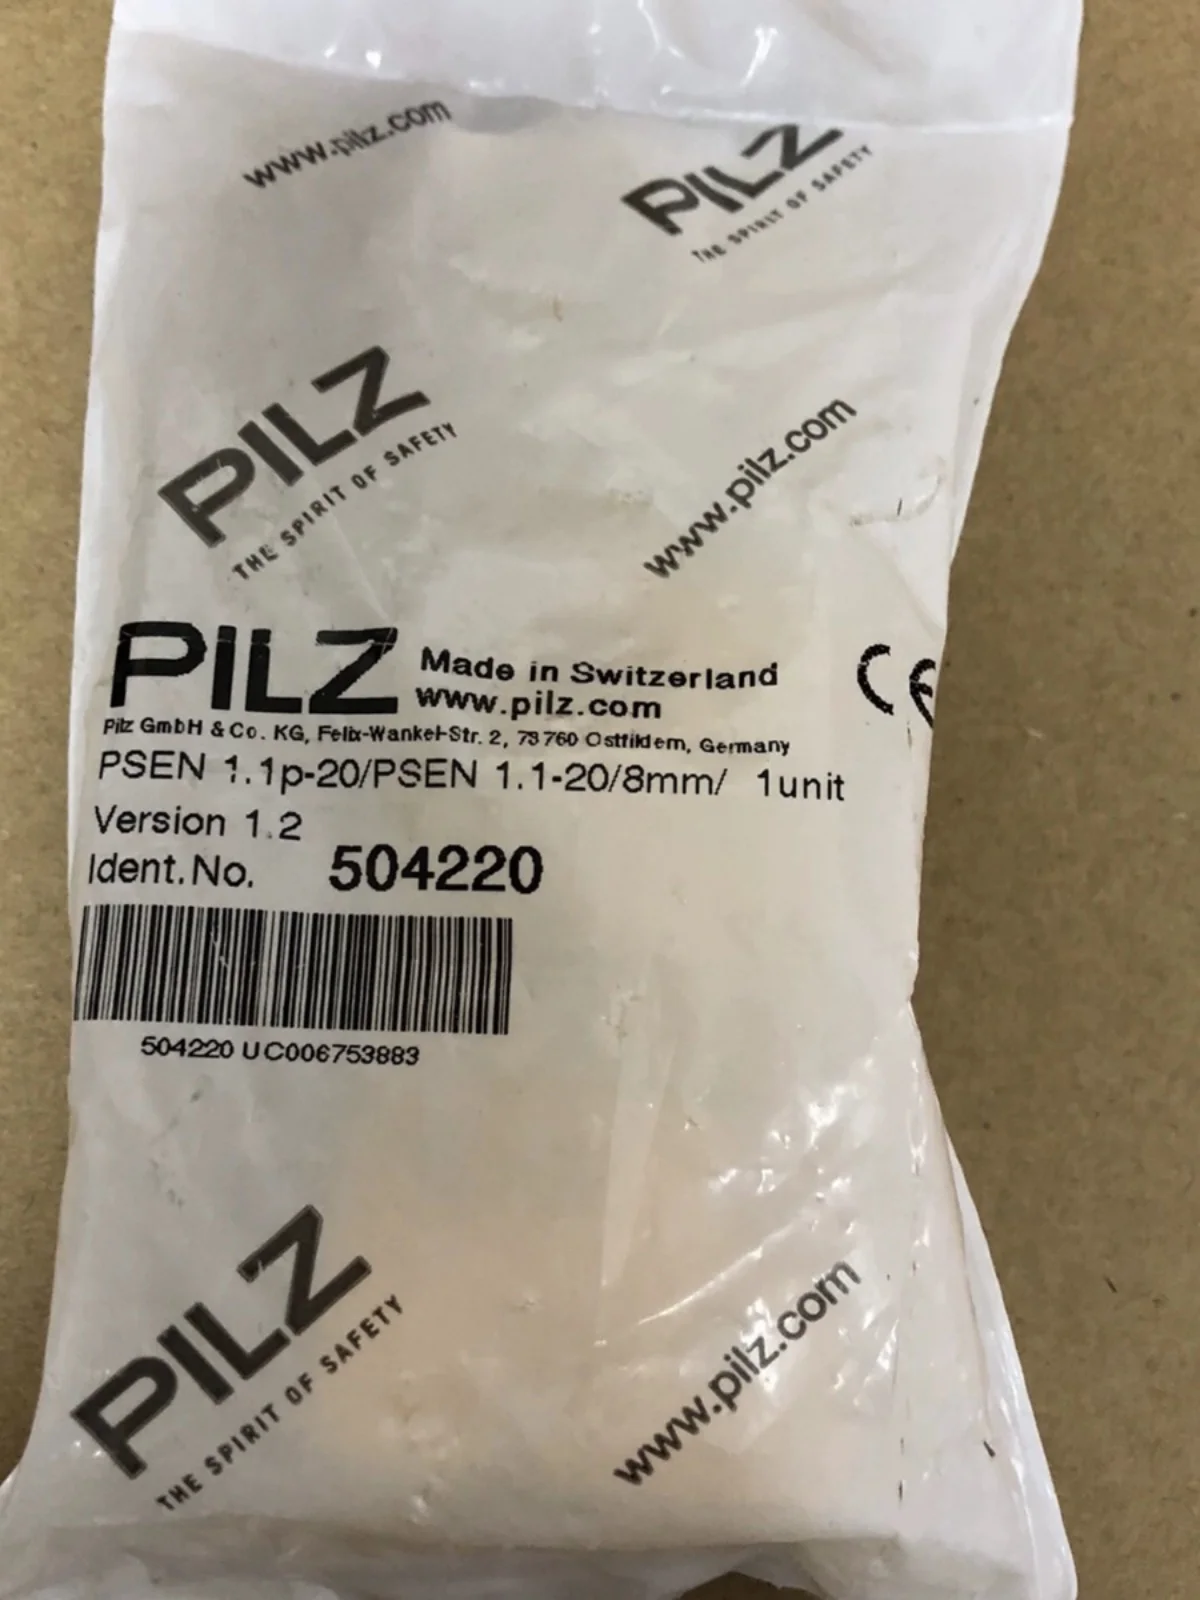 www.pilz.com
PILZ
THE SPIRIT OF SAFETY
PILZ
THE SPIRIT OF SAFETY
www.pilz.com
PILZ
Made in Switzerland
www.pilz.com
CE
Pilz GmbH & Co. KG, Felix-Wankel-Str. 2, 73760 Ostfildern, Germany
PSEN 1.1p-20/PSEN 1.1-20/8mm/ 1unit
Version 1.2
Ident.No. 504220
504220 UC006753883
PILZ
THE SPIRIT OF SAFETY
www.pilz.com